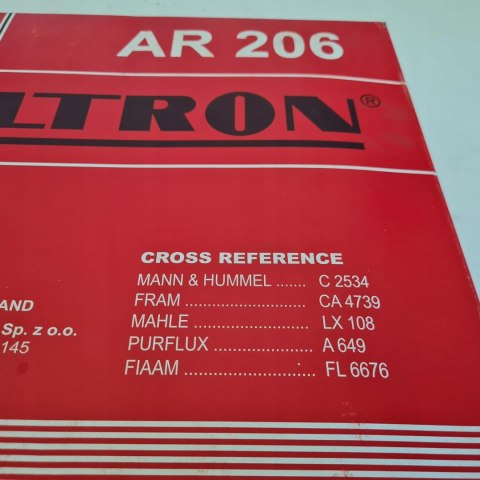 AR 206
LTRON®
CROSS REFERENCE
MANN & HUMMEL ....... C 2534
FRAM .............................. CA 4739
MAHLE ............................ LX 108
PURFLUX ........................ A 649
FIAAM ................................ FL 6676
AND
Sp. z o.o.
145